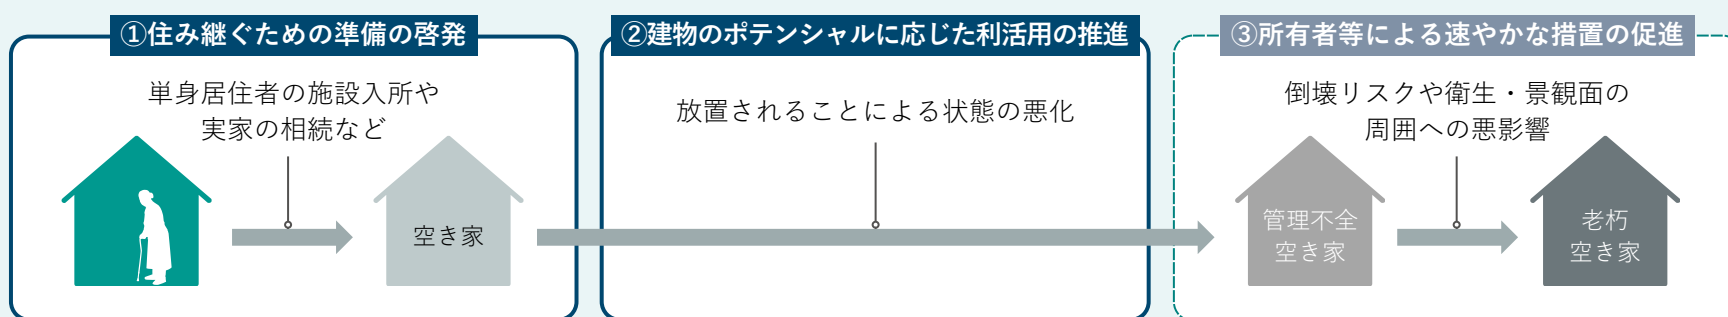 ①住み継ぐための準備の啓発
単身居住者の施設入所や
実家の相続など
空き家
②建物のポテンシャルに応じた利活用の推進
放置されることによる状態の悪化
③所有者等による速やかな措置の促進
倒壊リスクや衛生・景観面の
周囲への悪影響
管理不全
空き家
老朽
空き家